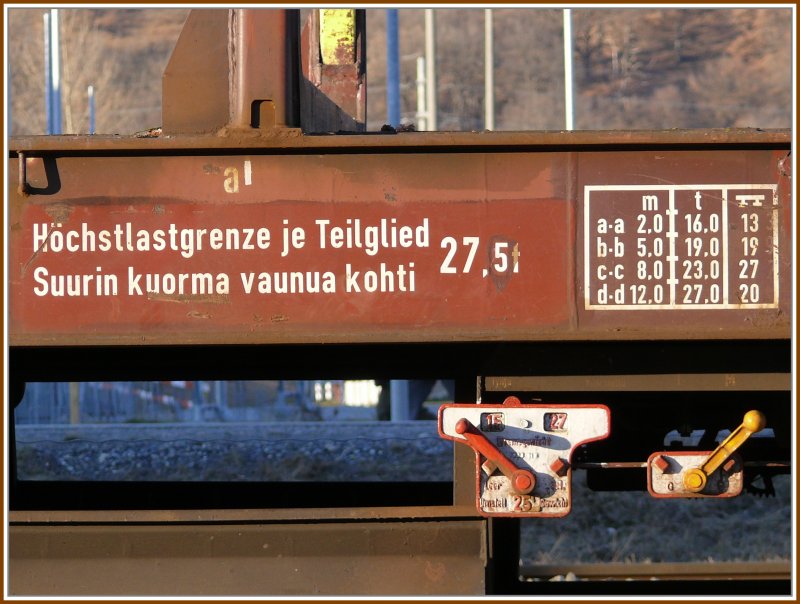 a
Höchstlastgrenze je Teilglied 27,5t
Suurin kuorma vaunua kohti
m t
a-a 2,0 16,0 13
b-b 5,0 19,0 19
c-c 8,0 23,0 27
d-d 12,0 27,0 20
15 27
25
0